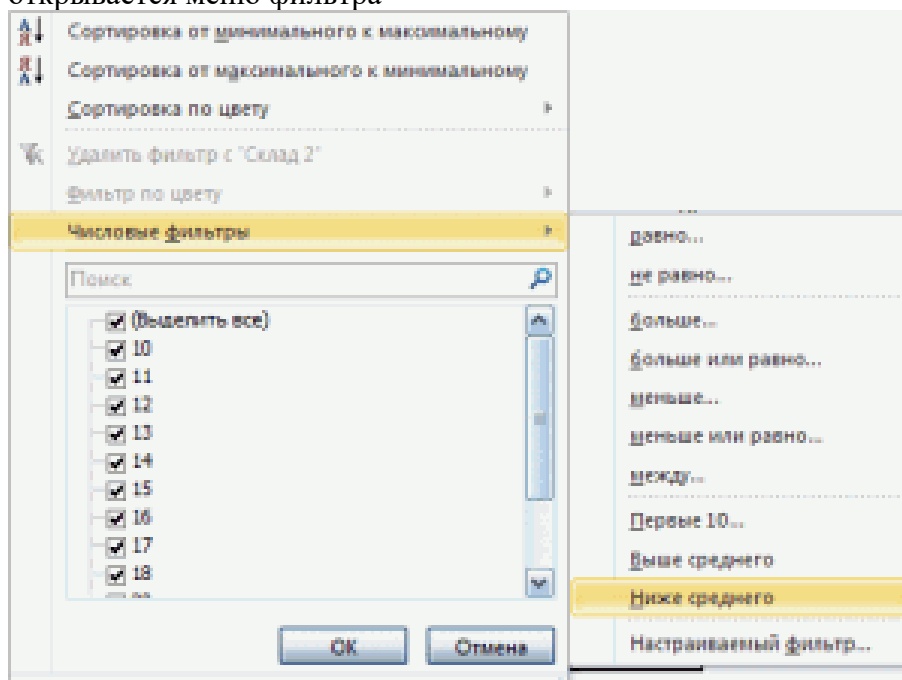 открывается меню фильтра
Сортировка от минимального к максимальному
Сортировка от максимального к минимальному
Сортировка по цвету
Удалить фильтр с "Склад 2"
Фильтр по цвету
Числовые фильтры
Поиск
(Выделить все)
10
11
12
13
14
15
16
17
18
ОК
Отмена
равно...
не равно...
больше...
больше или равно...
меньше...
меньше или равно...
между...
Первые 10...
Выше среднего
Ниже среднего
Настраиваемый фильтр...